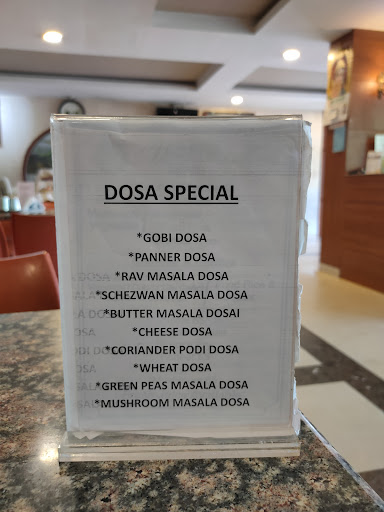 DOSA SPECIAL
*GOBI DOSA
*PANNER DOSA
*RAV MASALA DOSA
*SCHEZWAN MASALA DOSA
*BUTTER MASALA DOSAI
*CHEESE DOSA
*CORIANDER PODI DOSA
*WHEAT DOSA
*GREEN PEAS MASALA DOSA
*MUSHROOM MASALA DOSA